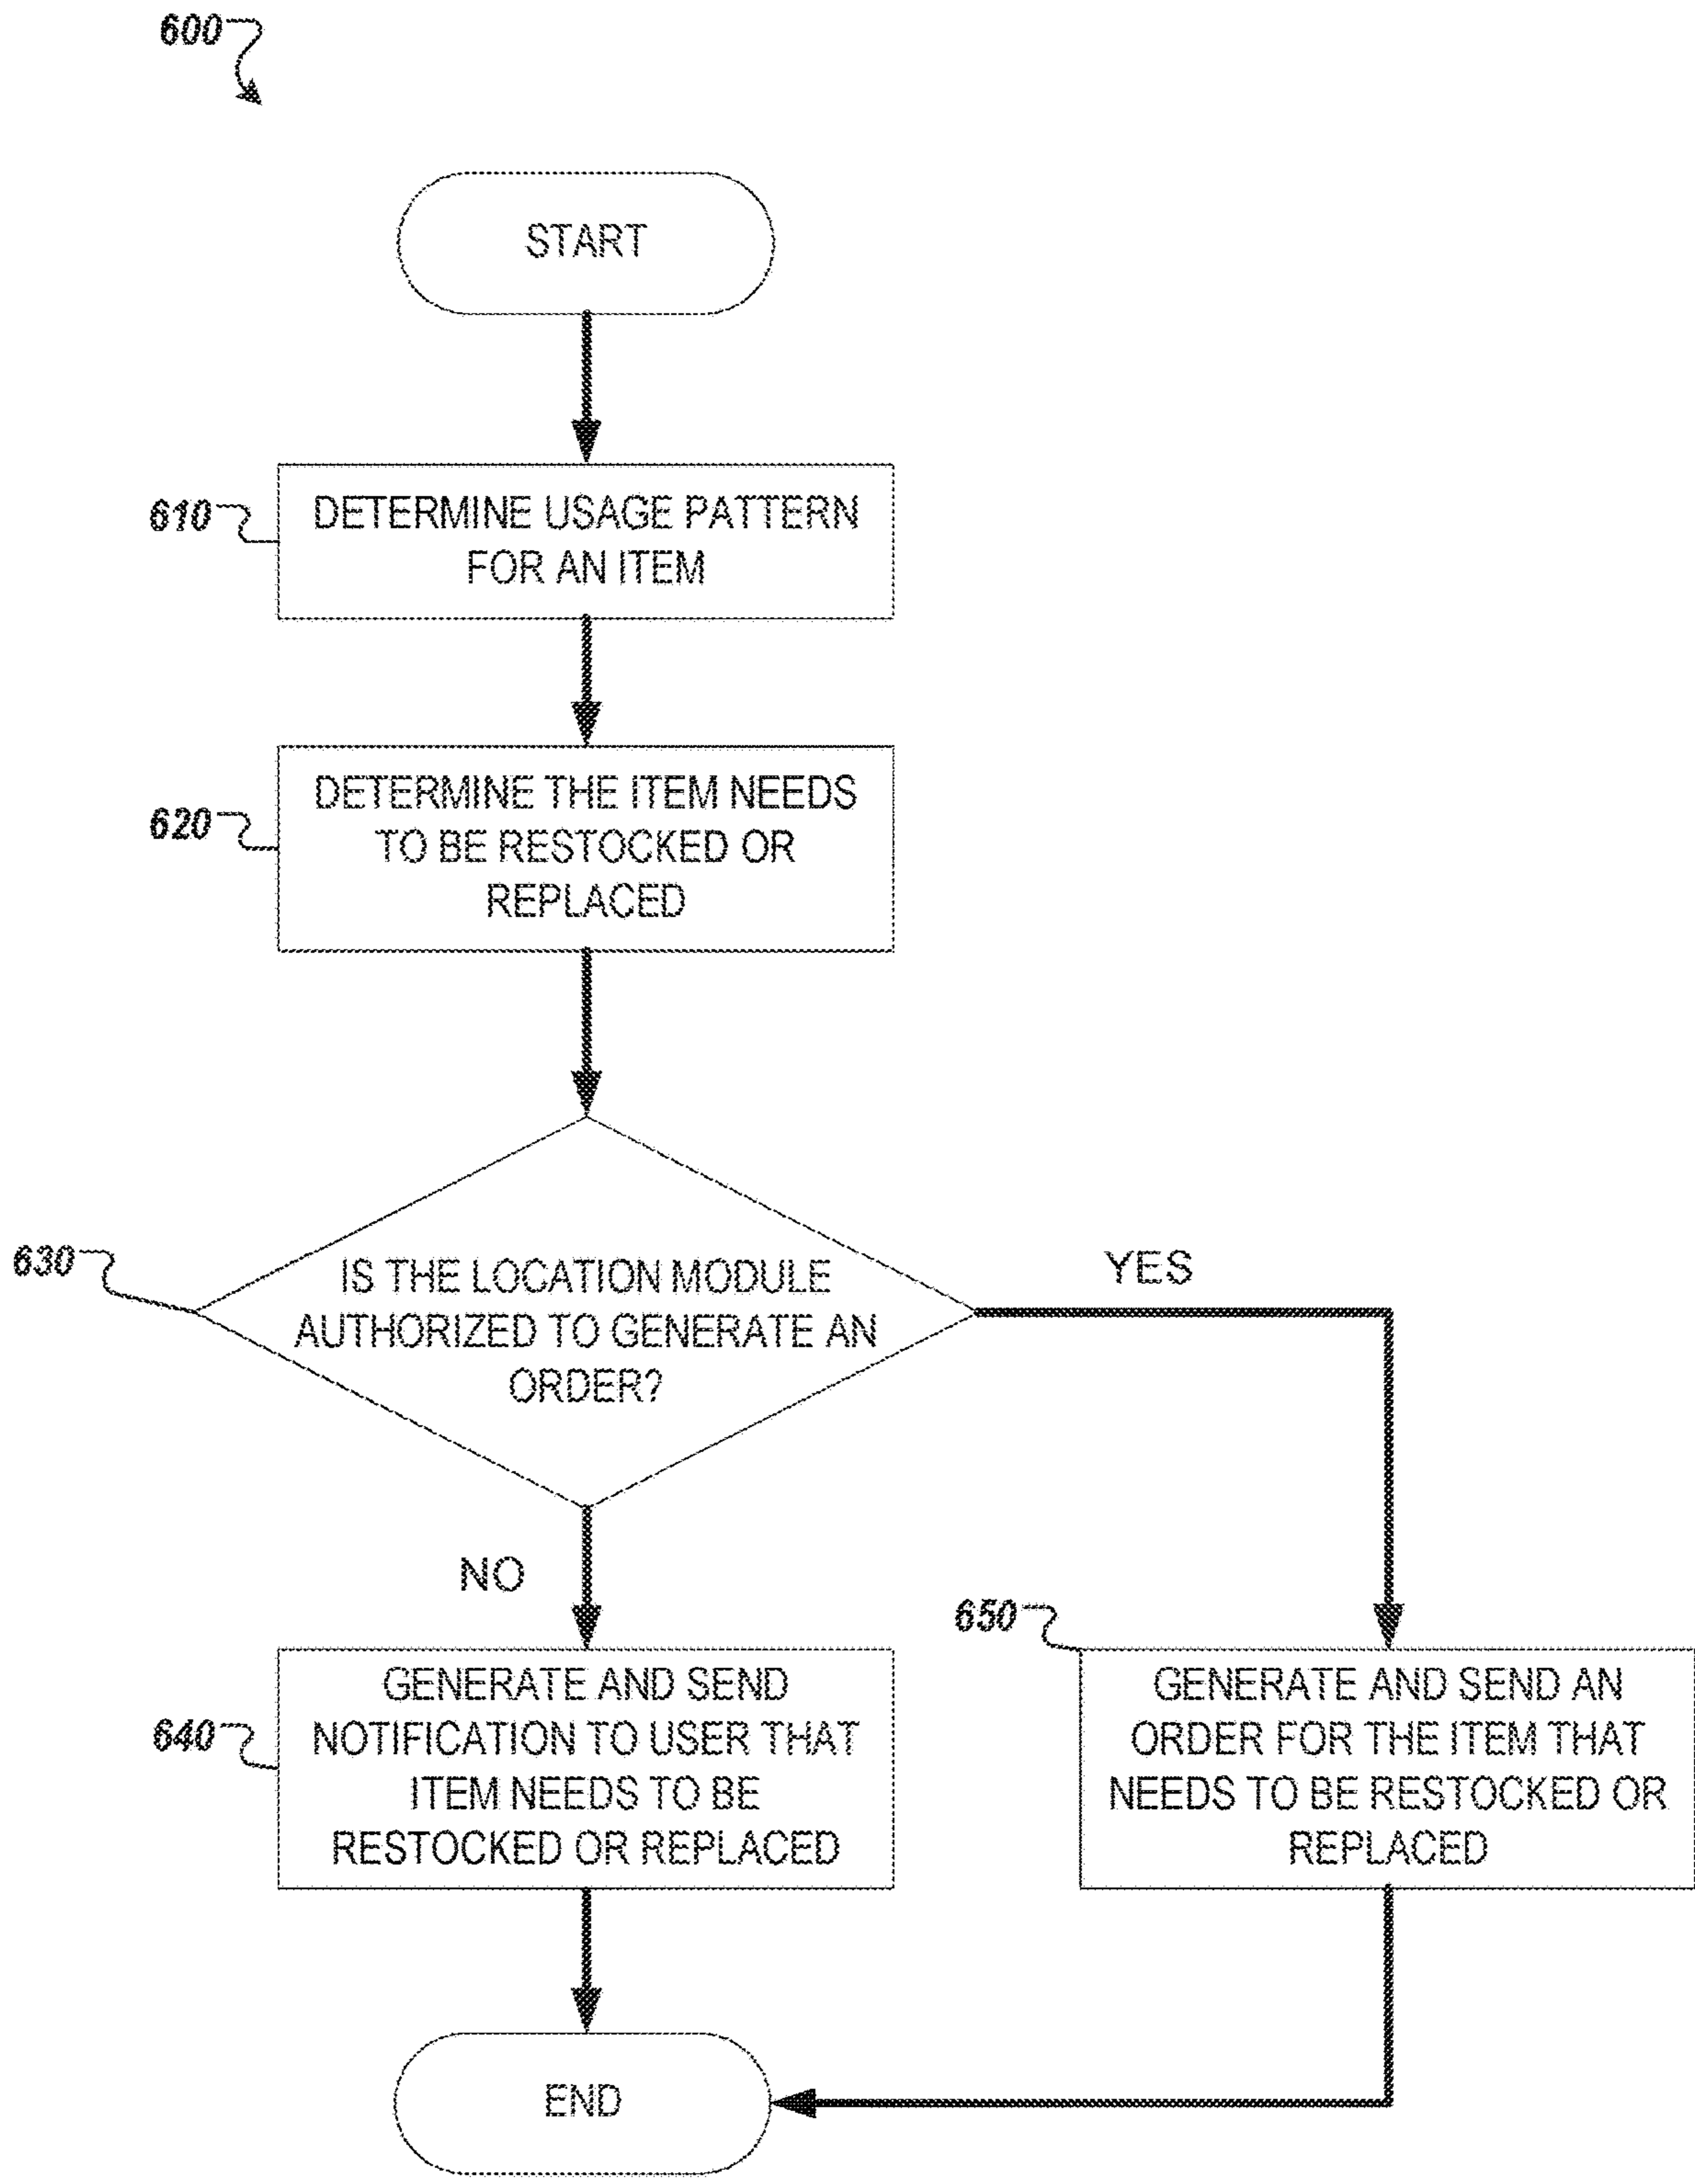 600
START
610
DETERMINE USAGE PATTERN
FOR AN ITEM
620
DETERMINE THE ITEM NEEDS
TO BE RESTOCKED OR
REPLACED
630
IS THE LOCATION MODULE
AUTHORIZED TO GENERATE AN
ORDER?
YES
NO
640
GENERATE AND SEND
NOTIFICATION TO USER THAT
ITEM NEEDS TO BE
RESTOCKED OR REPLACED
650
GENERATE AND SEND AN
ORDER FOR THE ITEM THAT
NEEDS TO BE RESTOCKED OR
REPLACED
END